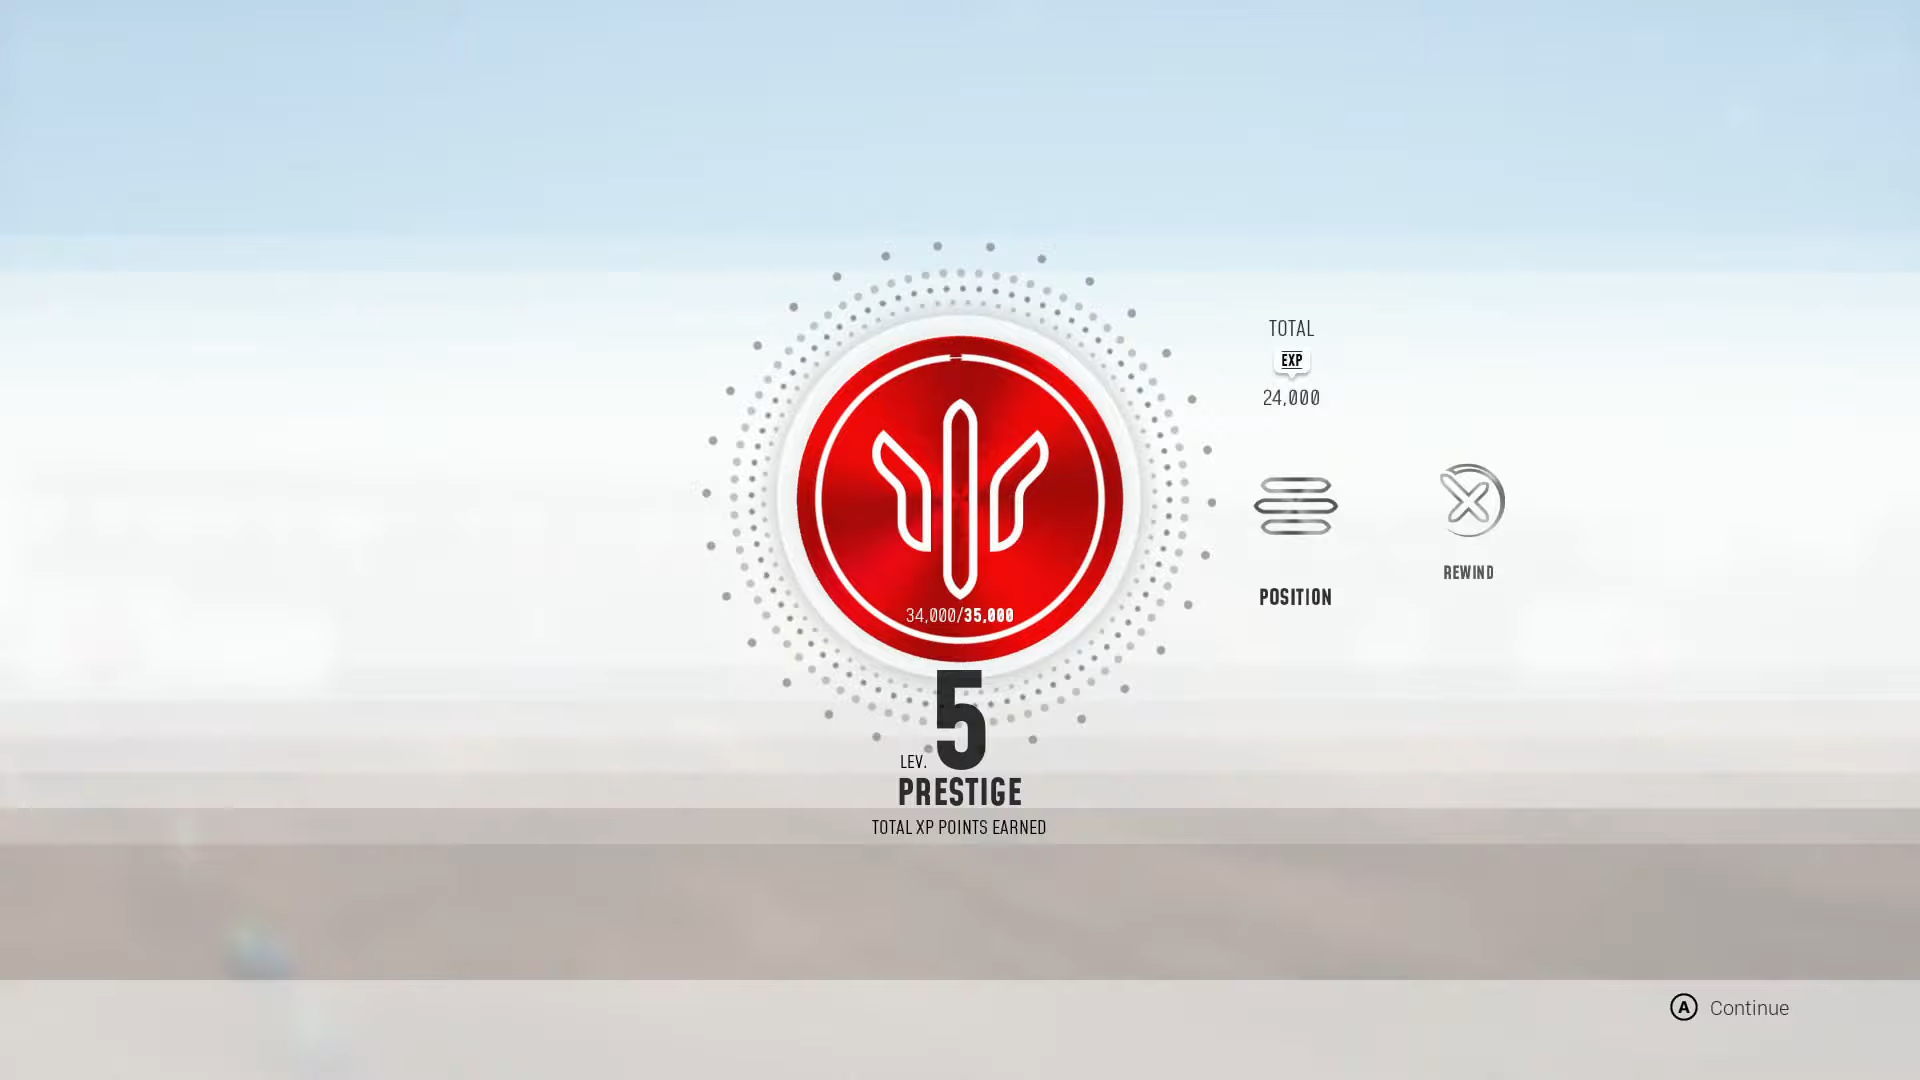 TOTAL
EXP
24,000
POSITION
REWIND
34,000/35,000
LEV. 5
PRESTIGE
TOTAL XP POINTS EARNED
A Continue